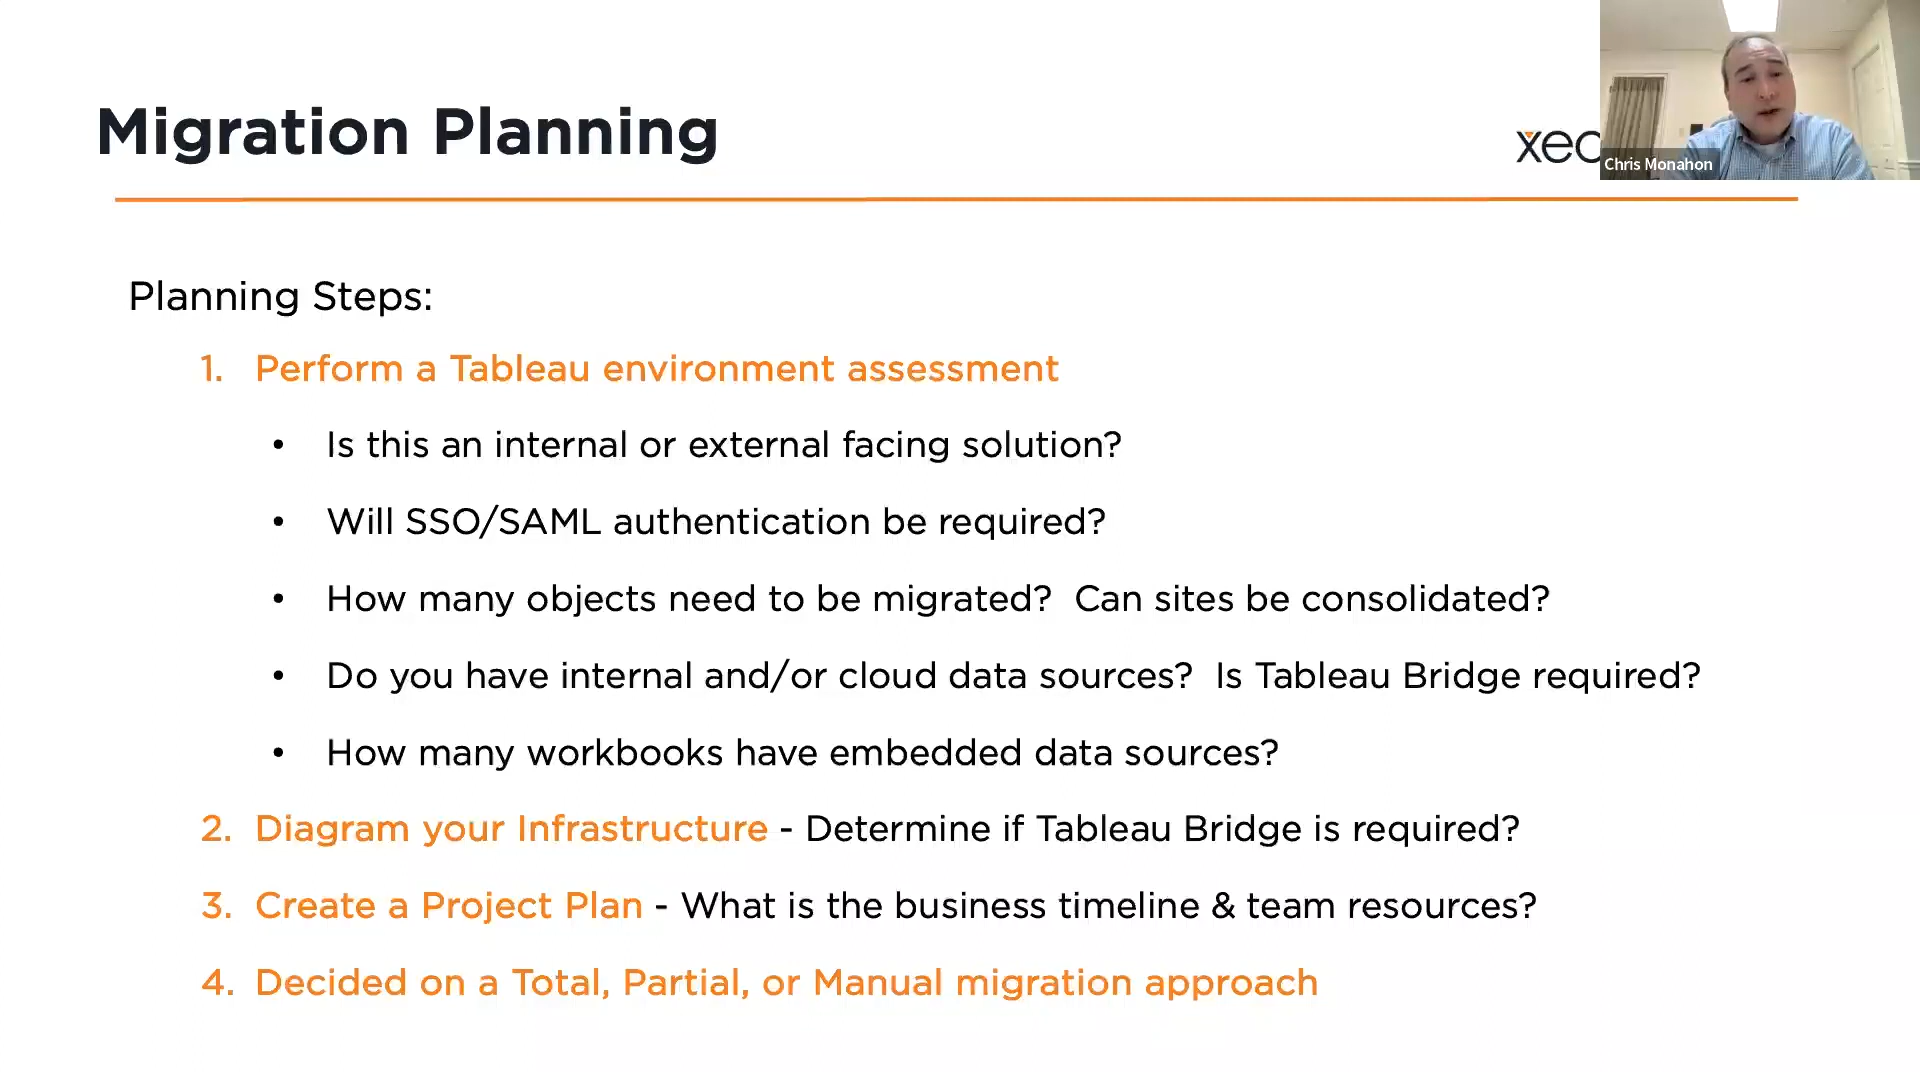 Migration Planning
xec
Chris Monahon
Planning Steps:
1. Perform a Tableau environment assessment
• Is this an internal or external facing solution?
• Will SSO/SAML authentication be required?
• How many objects need to be migrated? Can sites be consolidated?
• Do you have internal and/or cloud data sources? Is Tableau Bridge required?
• How many workbooks have embedded data sources?
2. Diagram your Infrastructure - Determine if Tableau Bridge is required?
3. Create a Project Plan - What is the business timeline & team resources?
4. Decided on a Total, Partial, or Manual migration approach